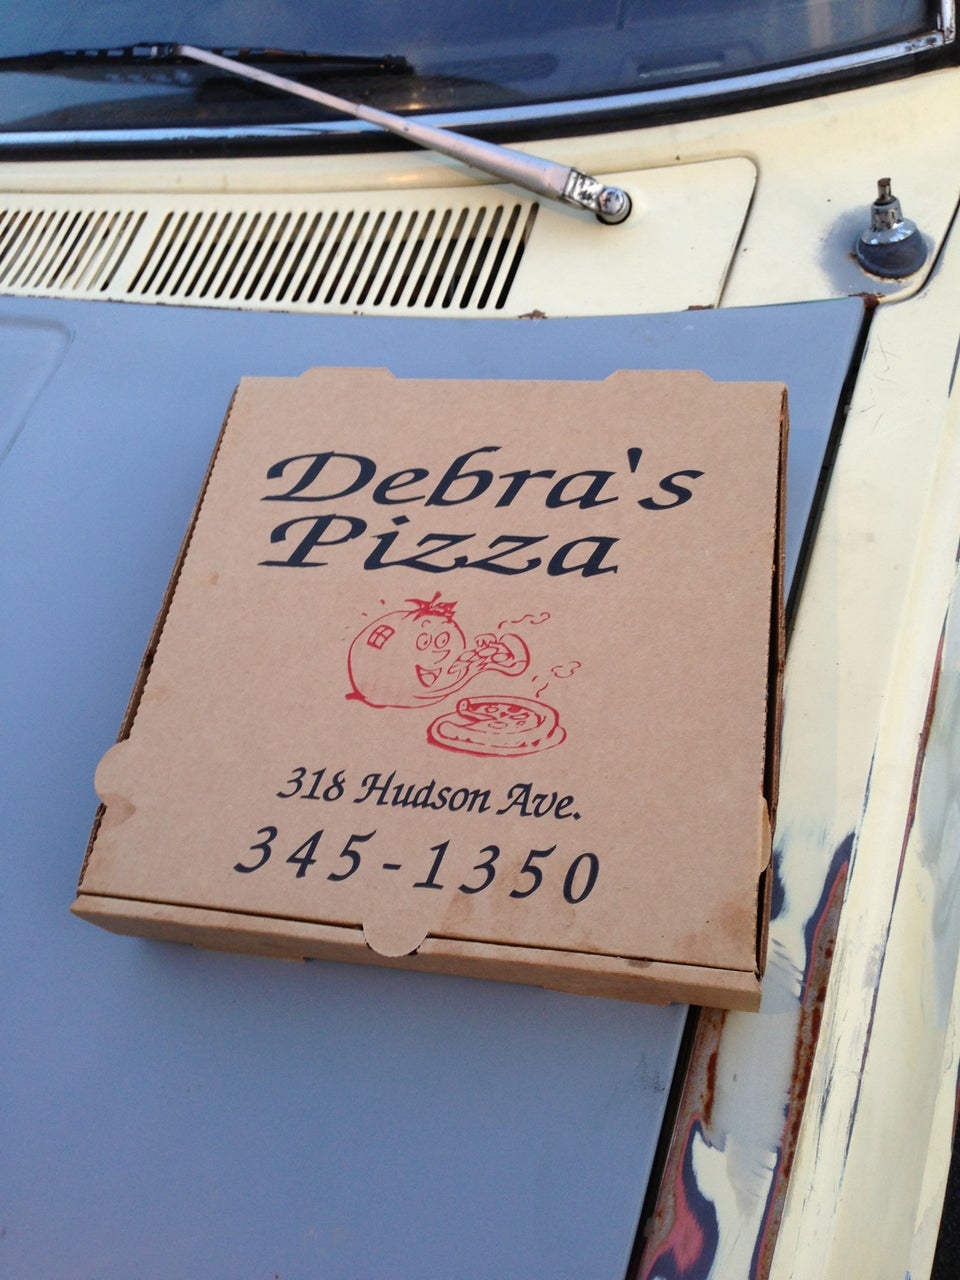 Debra's
Pizza
318 Hudson Ave.
345-1350